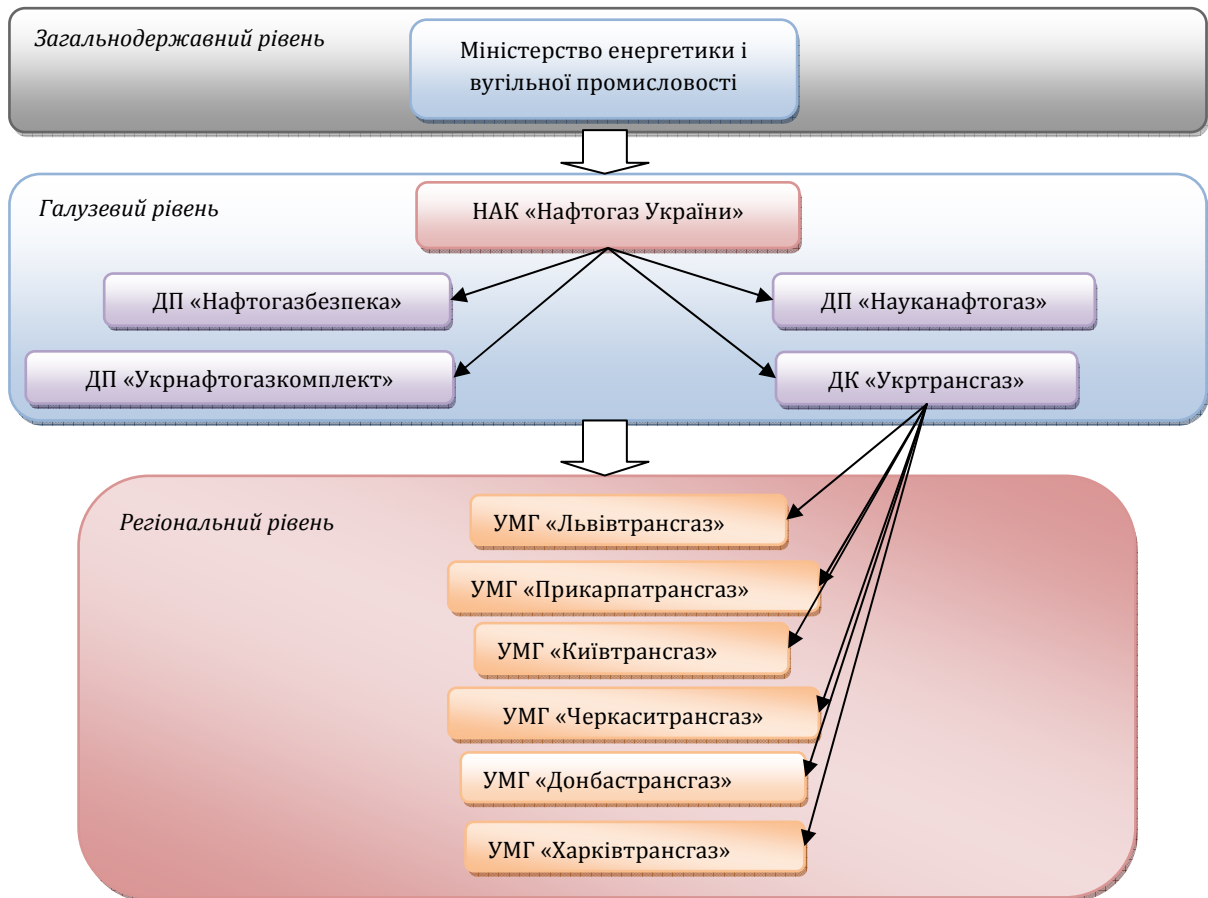 Загальнодержавний рівень
Міністерство енергетики і
вугільної промисловості
Галузевий рівень
НАК «Нафтогаз України»
ДП «Нафтогазбезпека»
ДП «Науканафтогаз»
ДП «Укрнафтогазкомплект»
ДК «Укртрансгаз»
Регіональний рівень
УМГ «Львівтрансгаз»
УМГ «Прикарпатрансгаз»
УМГ «Київтрансгаз»
УМГ «Черкаситрансгаз»
УМГ «Донбастрансгаз»
УМГ «Харківтрансгаз»